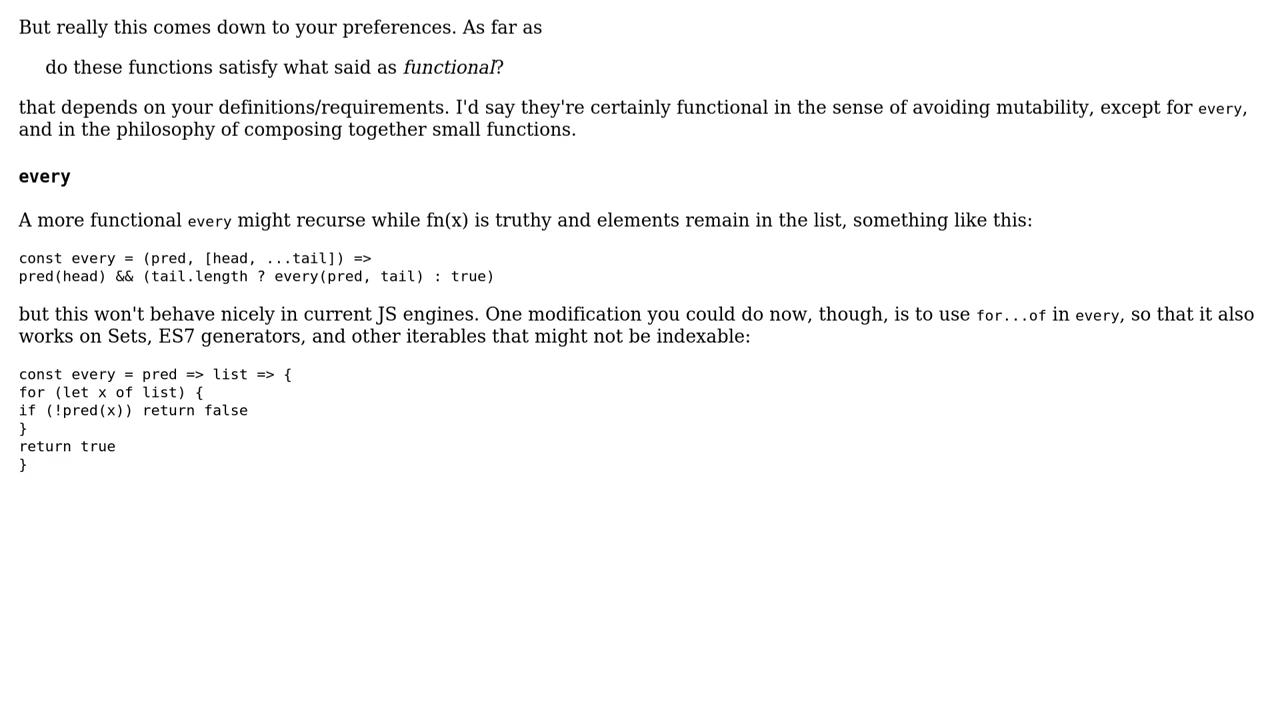 But really this comes down to your preferences. As far as
do these functions satisfy what said as functional?
that depends on your definitions/requirements. I'd say they're certainly functional in the sense of avoiding mutability, except for every,
and in the philosophy of composing together small functions.
every
A more functional every might recurse while fn(x) is truthy and elements remain in the list, something like this:
const every = (pred, [head, ...tail]) =>
pred(head) && (tail.length ? every(pred, tail) : true)
but this won't behave nicely in current JS engines. One modification you could do now, though, is to use for...of in every, so that it also
works on Sets, ES7 generators, and other iterables that might not be indexable:
const every = pred => list => {
for (let x of list) {
if (!pred(x)) return false
}
return true
}